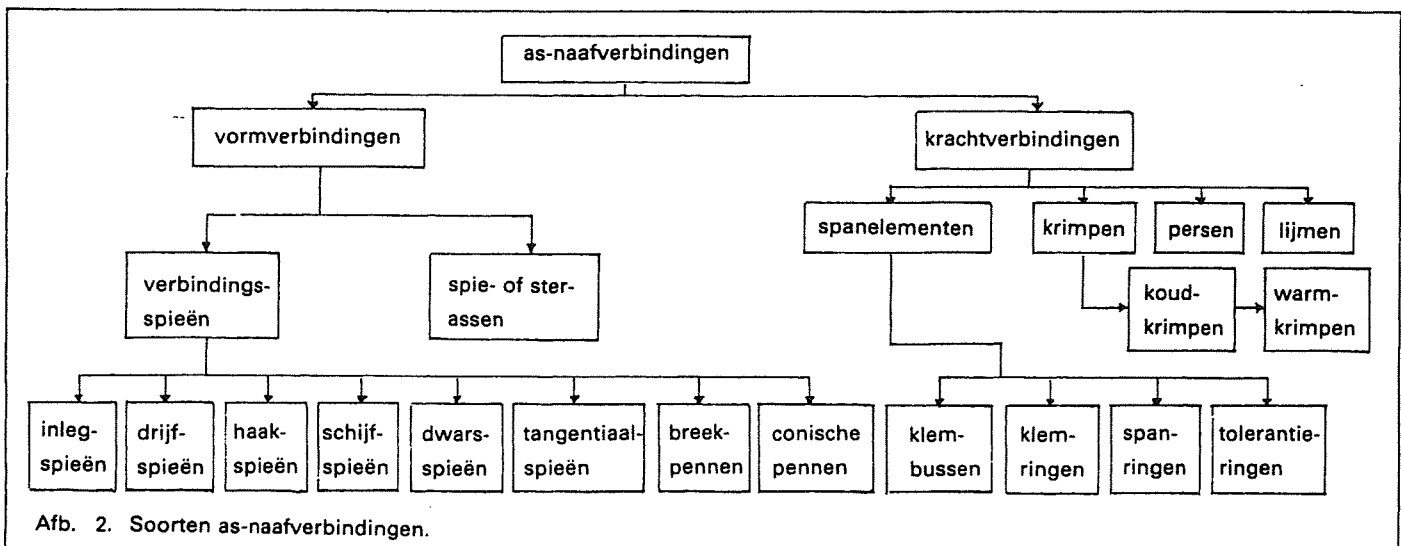 as-naafverbindingen
vormverbindingen
krachtverbindingen
spanelementen
krimpen
persen
lijmen
verbindings-
spieën
spie- of ster-
assen
koud-
krimpen
warm-
krimpen
inleg-
spieën
drijf-
spieën
haak-
spieën
schijf-
spieën
dwars-
spieën
tangentiaal-
spieën
breek-
pennen
conische
pennen
klem-
bussen
klem-
ringen
span-
ringen
tolerantie-
ringen
Afb. 2. Soorten as-naafverbindingen.